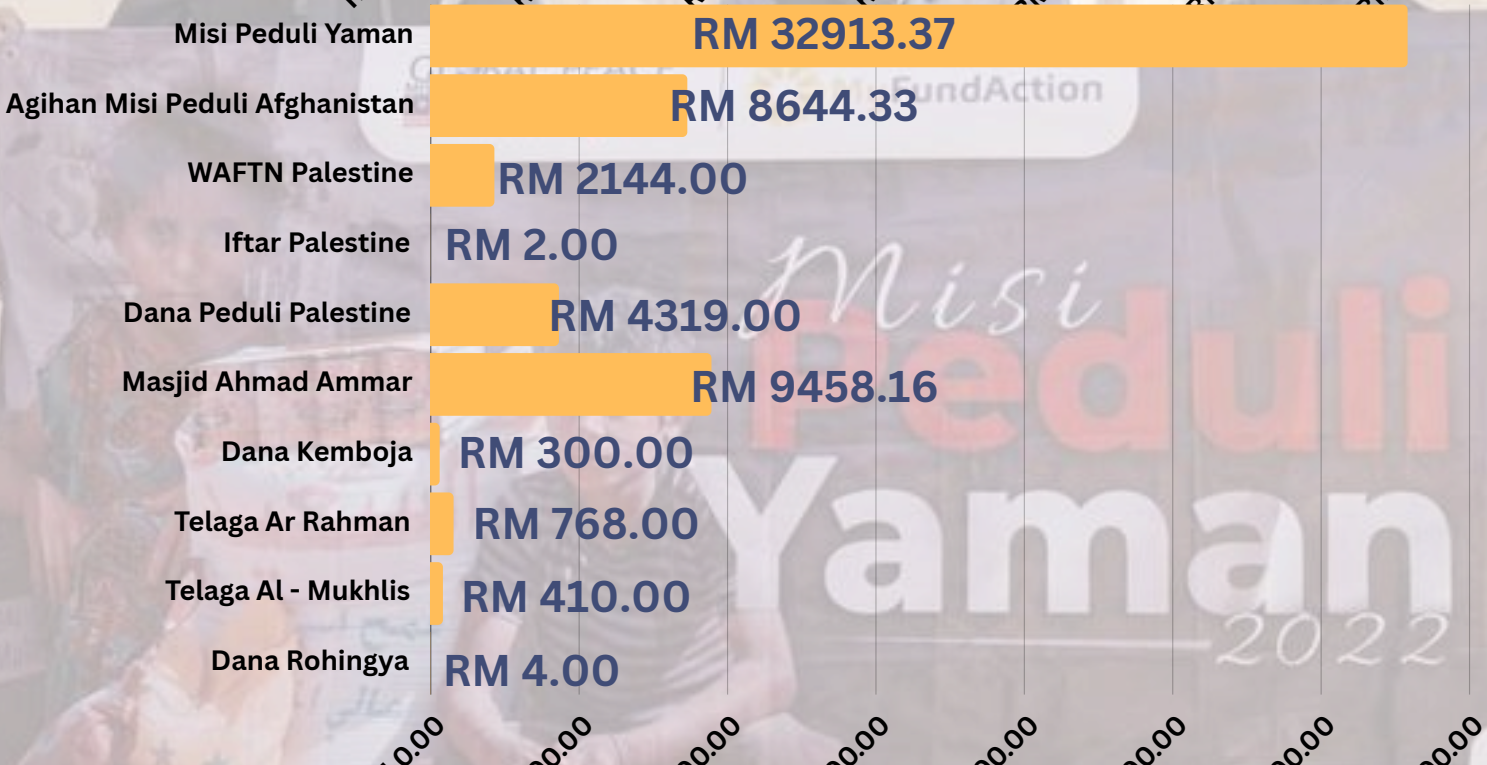 Misi Peduli Yaman RM 32913.37
Agihan Misi Peduli Afghanistan RM 8644.33
FundAction
WAFTN Palestine RM 2144.00
Iftar Palestine RM 2.00
Dana Peduli Palestine RM 4319.00
Masjid Ahmad Ammar RM 9458.16
Dana Kemboja RM 300.00
Telaga Ar Rahman RM 768.00
Telaga Al - Mukhlis RM 410.00
Dana Rohingya RM 4.00
Misi
Peduli
Yaman
2022